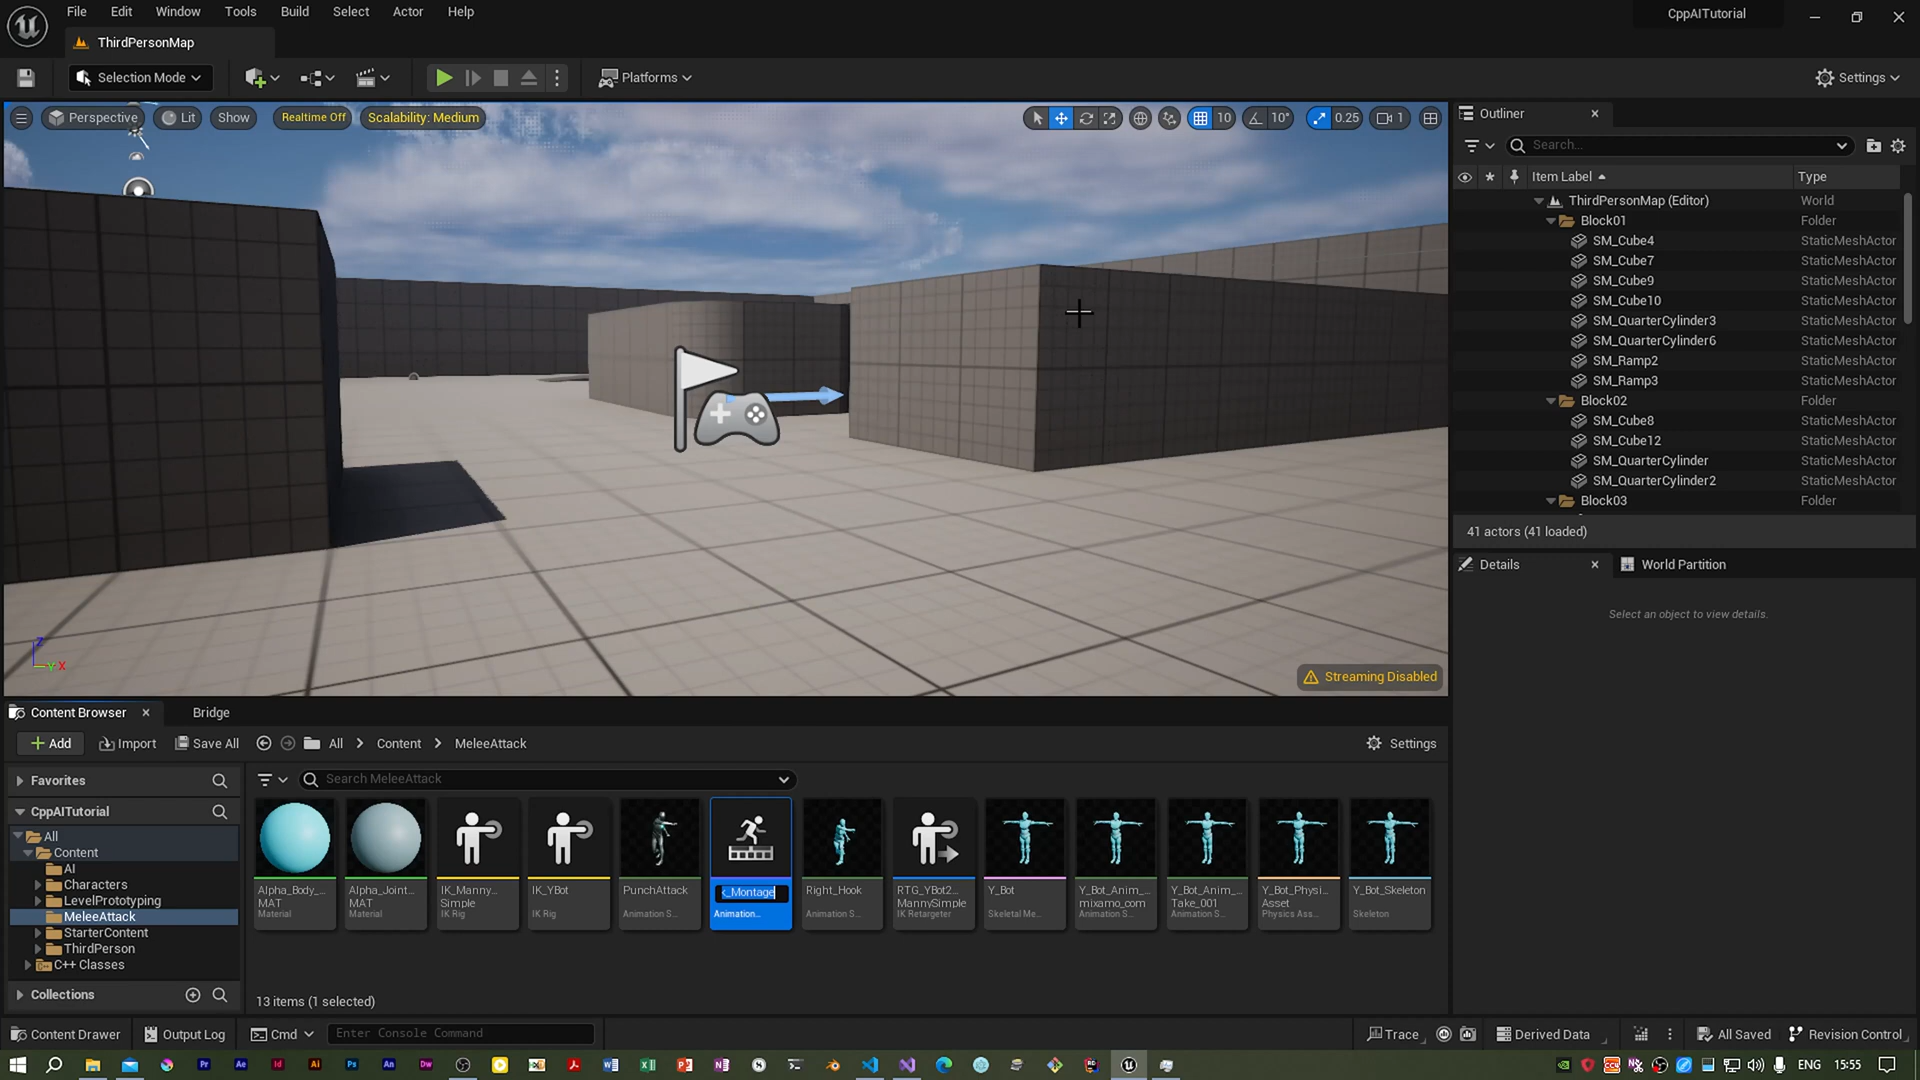 File Edit Window Tools Build Select Actor Help
CppAITutorial
ThirdPersonMap
Selection Mode
Platforms
Settings
Perspective Lit Show Realtime Off Scalability: Medium
10 10° 0.25 1
Streaming Disabled
Outliner
Search...
Item Label Type
ThirdPersonMap (Editor) World
Block01 Folder
SM_Cube4 StaticMeshActor
SM_Cube7 StaticMeshActor
SM_Cube9 StaticMeshActor
SM_Cube10 StaticMeshActor
SM_QuarterCylinder3 StaticMeshActor
SM_QuarterCylinder6 StaticMeshActor
SM_Ramp2 StaticMeshActor
SM_Ramp3 StaticMeshActor
Block02 Folder
SM_Cube8 StaticMeshActor
SM_Cube12 StaticMeshActor
SM_QuarterCylinder StaticMeshActor
SM_QuarterCylinder2 StaticMeshActor
Block03 Folder
41 actors (41 loaded)
Details World Partition
Select an object to view details.
Content Browser Bridge
Add Import Save All All Content MeleeAttack Settings
Favorites
CppAITutorial
All
Content
AI
Characters
LevelPrototyping
MeleeAttack
StarterContent
ThirdPerson
C++ Classes
Collections
Search MeleeAttack
Alpha_Body_...
MAT
Material
Alpha_Joint...
MAT
Material
IK_Manny...
Simple
IK Rig
IK_YBot
IK Rig
PunchAttack
Animation S...
k_Montage
Animation...
Right_Hook
Animation S...
RTG_YBot2...
MannySimple
IK Retargeter
Y_Bot
Skeletal Me...
Y_Bot_Anim_...
mixamo_com
Animation S...
Y_Bot_Anim_...
Take_001
Animation S...
Y_Bot_Physi...
Asset
Physics Ass...
Y_Bot_Skeleton
Skeleton
13 items (1 selected)
Content Drawer Output Log Cmd Enter Console Command Trace Derived Data All Saved Revision Control
ENG 15:55